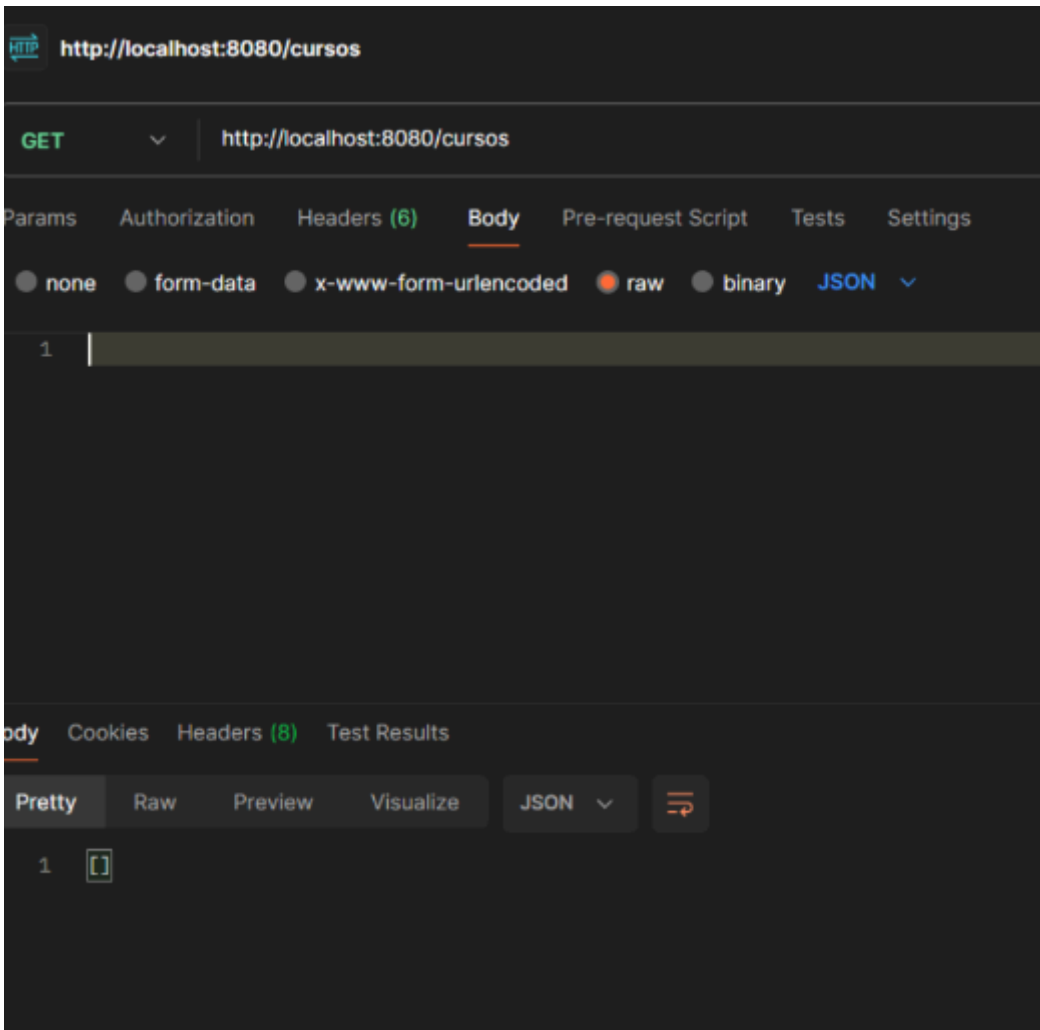 HTTP http://localhost:8080/cursos
GET http://localhost:8080/cursos
Params Authorization Headers (6) Body Pre-request Script Tests Settings
none form-data x-www-form-urlencoded raw binary JSON
1
ody Cookies Headers (8) Test Results
Pretty Raw Preview Visualize JSON
1 []